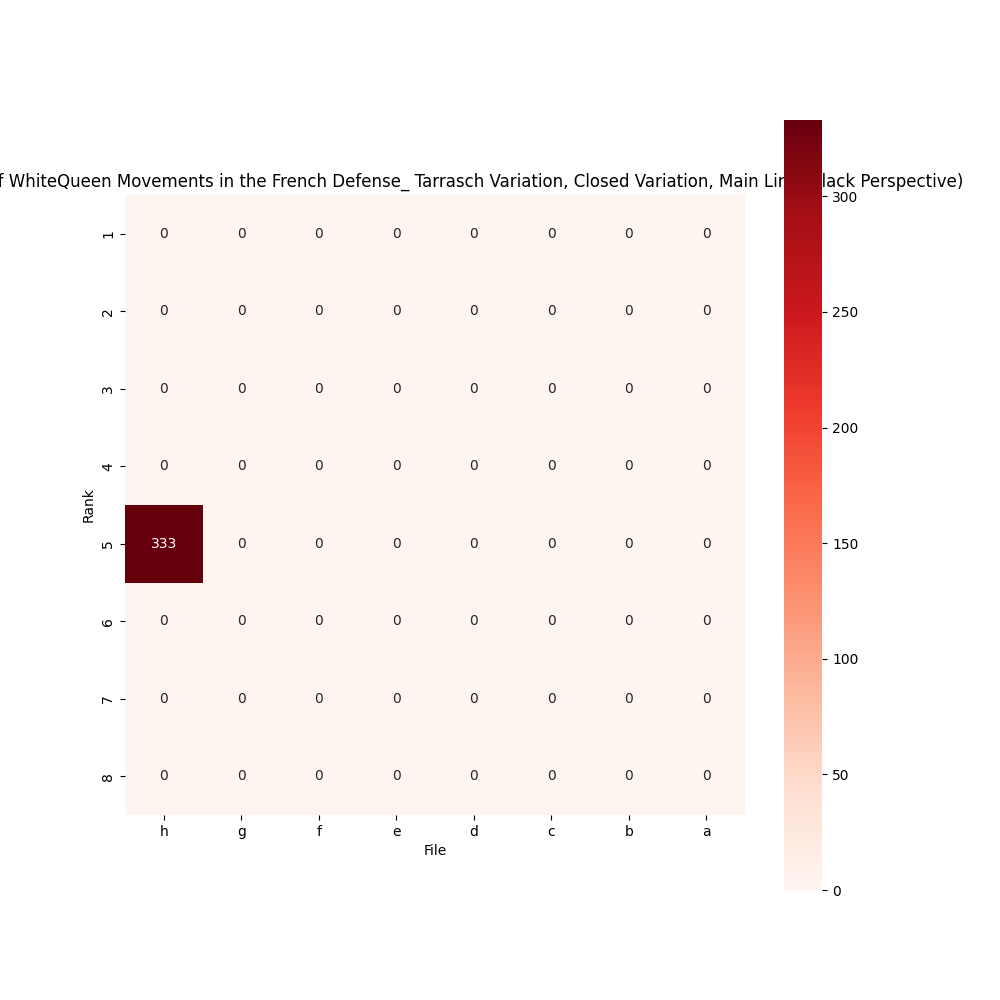 f WhiteQueen Movements in the French Defense_ Tarrasch Variation, Closed Variation, Main Lin lack Perspective)
300
250
200
150
100
50
0
Rank
1 0 0 0 0 0 0 0 0
2 0 0 0 0 0 0 0 0
3 0 0 0 0 0 0 0 0
4 0 0 0 0 0 0 0 0
5 333 0 0 0 0 0 0 0
6 0 0 0 0 0 0 0 0
7 0 0 0 0 0 0 0 0
8 0 0 0 0 0 0 0 0
h g f e d c b a
File